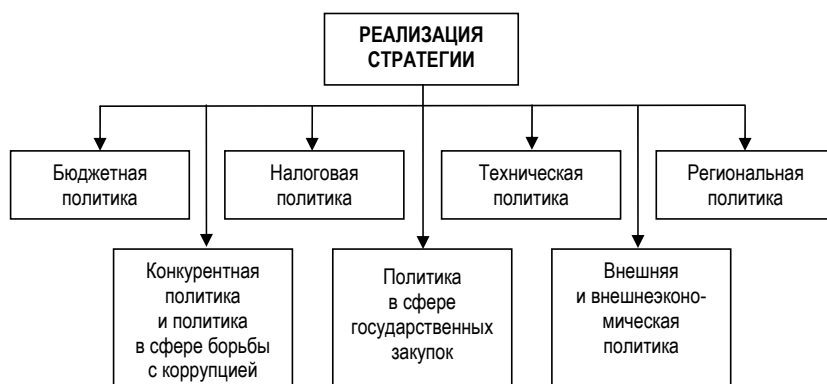 РЕАЛИЗАЦИЯ
СТРАТЕГИИ
Бюджетная
политика
Налоговая
политика
Техническая
политика
Региональная
политика
Конкурентная
политика
и политика
в сфере борьбы
с коррупцией
Политика
в сфере
государственных
закупок
Внешняя
и внешнеэконо-
мическая
политика